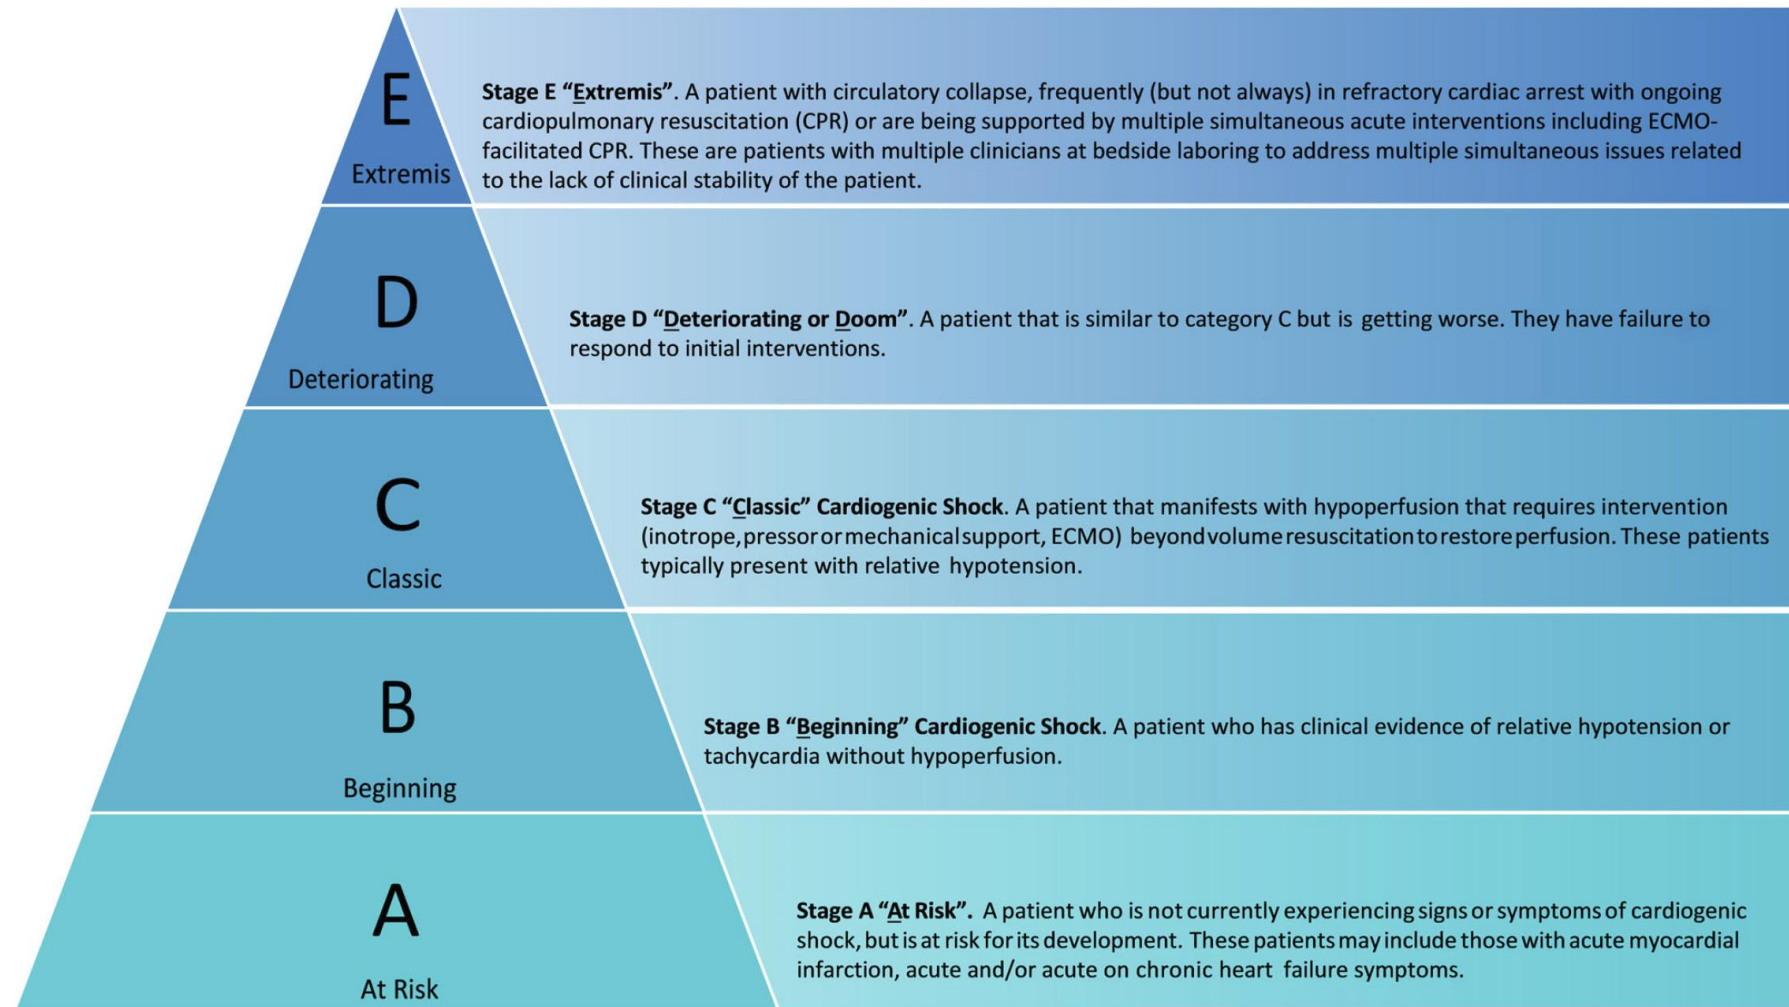 E
Extremis
Stage E “Extremis”. A patient with circulatory collapse, frequently (but not always) in refractory cardiac arrest with ongoing
cardiopulmonary resuscitation (CPR) or are being supported by multiple simultaneous acute interventions including ECMO-
facilitated CPR. These are patients with multiple clinicians at bedside laboring to address multiple simultaneous issues related
to the lack of clinical stability of the patient.
D
Deteriorating
Stage D “Deteriorating or Doom”. A patient that is similar to category C but is getting worse. They have failure to
respond to initial interventions.
C
Classic
Stage C “Classic” Cardiogenic Shock. A patient that manifests with hypoperfusion that requires intervention
(inotrope, pressor or mechanical support, ECMO) beyond volume resuscitation to restore perfusion. These patients
typically present with relative hypotension.
B
Beginning
Stage B “Beginning” Cardiogenic Shock. A patient who has clinical evidence of relative hypotension or
tachycardia without hypoperfusion.
A
At Risk
Stage A “At Risk”. A patient who is not currently experiencing signs or symptoms of cardiogenic
shock, but is at risk for its development. These patients may include those with acute myocardial
infarction, acute and/or acute on chronic heart failure symptoms.